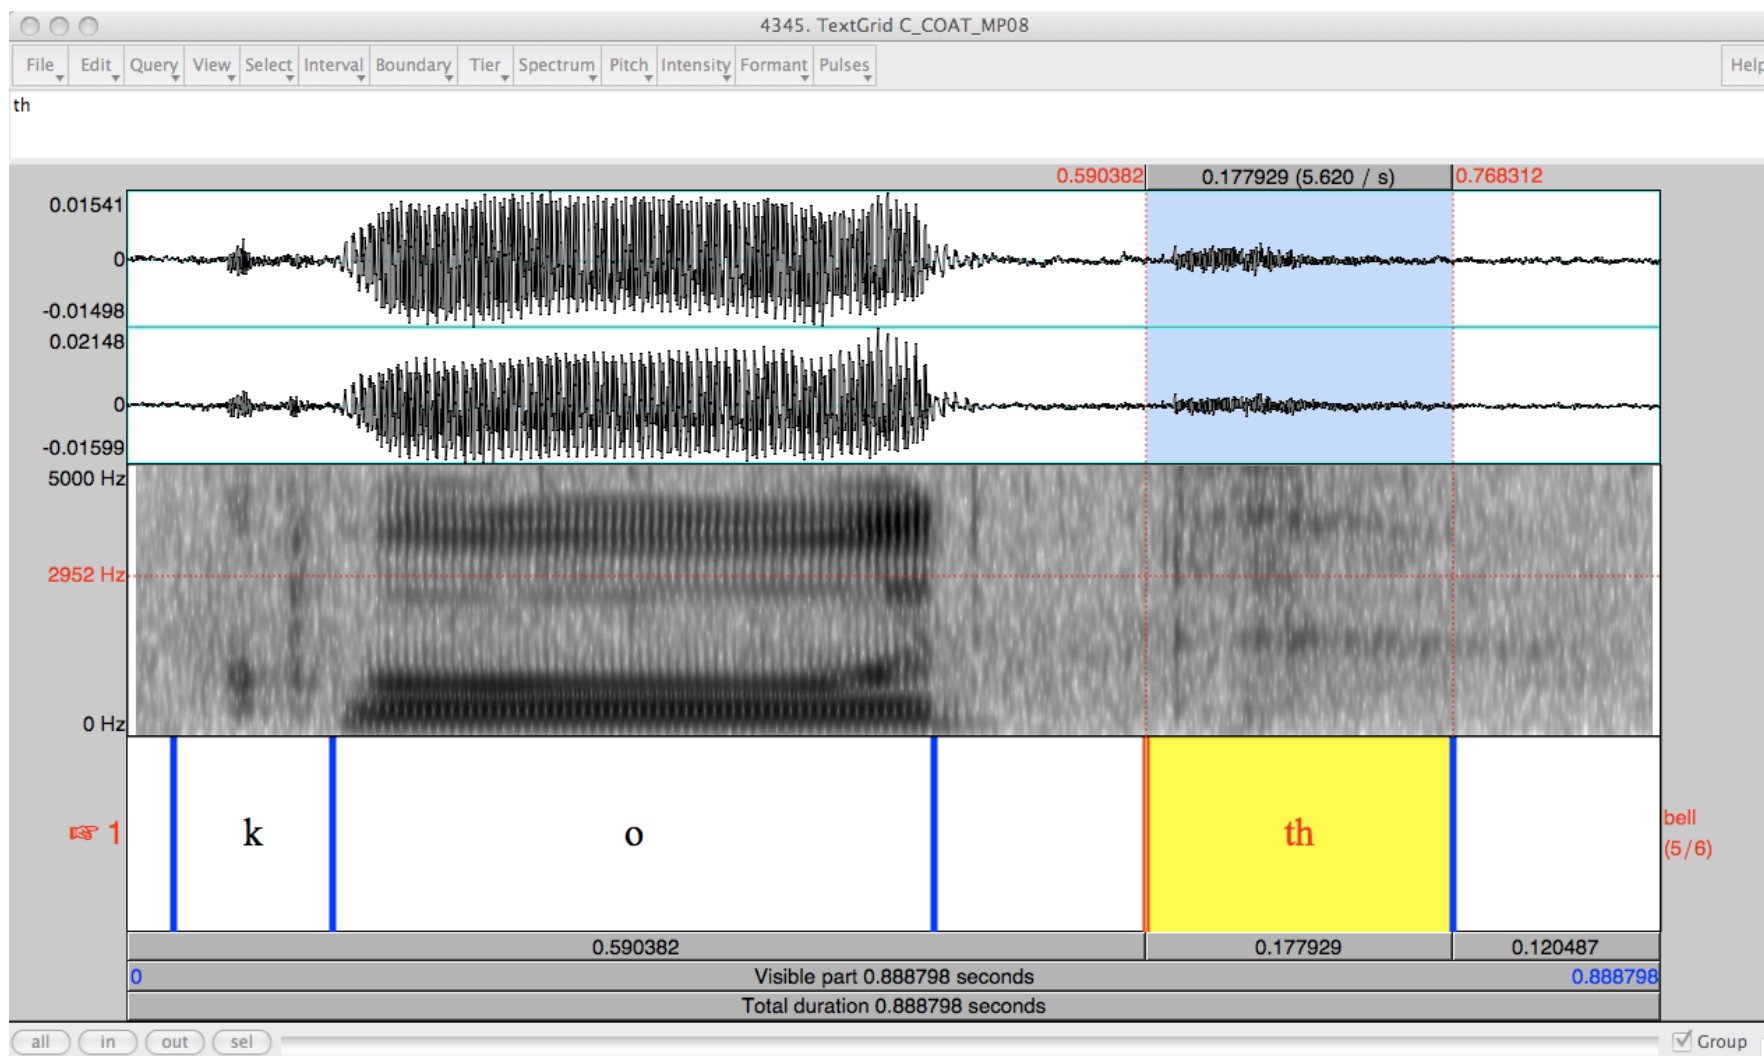 4345. TextGrid C_COAT_MP08
File Edit Query View Select Interval Boundary Tier Spectrum Pitch Intensity Formant Pulses Help
th
0.590382 0.177929 (5.620 / s) 0.768312
0.01541
0
-0.01498
0.02148
0
-0.01599
5000 Hz
2952 Hz
0 Hz
☞ 1 k o th bell
(5/6)
0.590382 0.177929 0.120487
0 Visible part 0.888798 seconds 0.888798
Total duration 0.888798 seconds
all in out sel Group